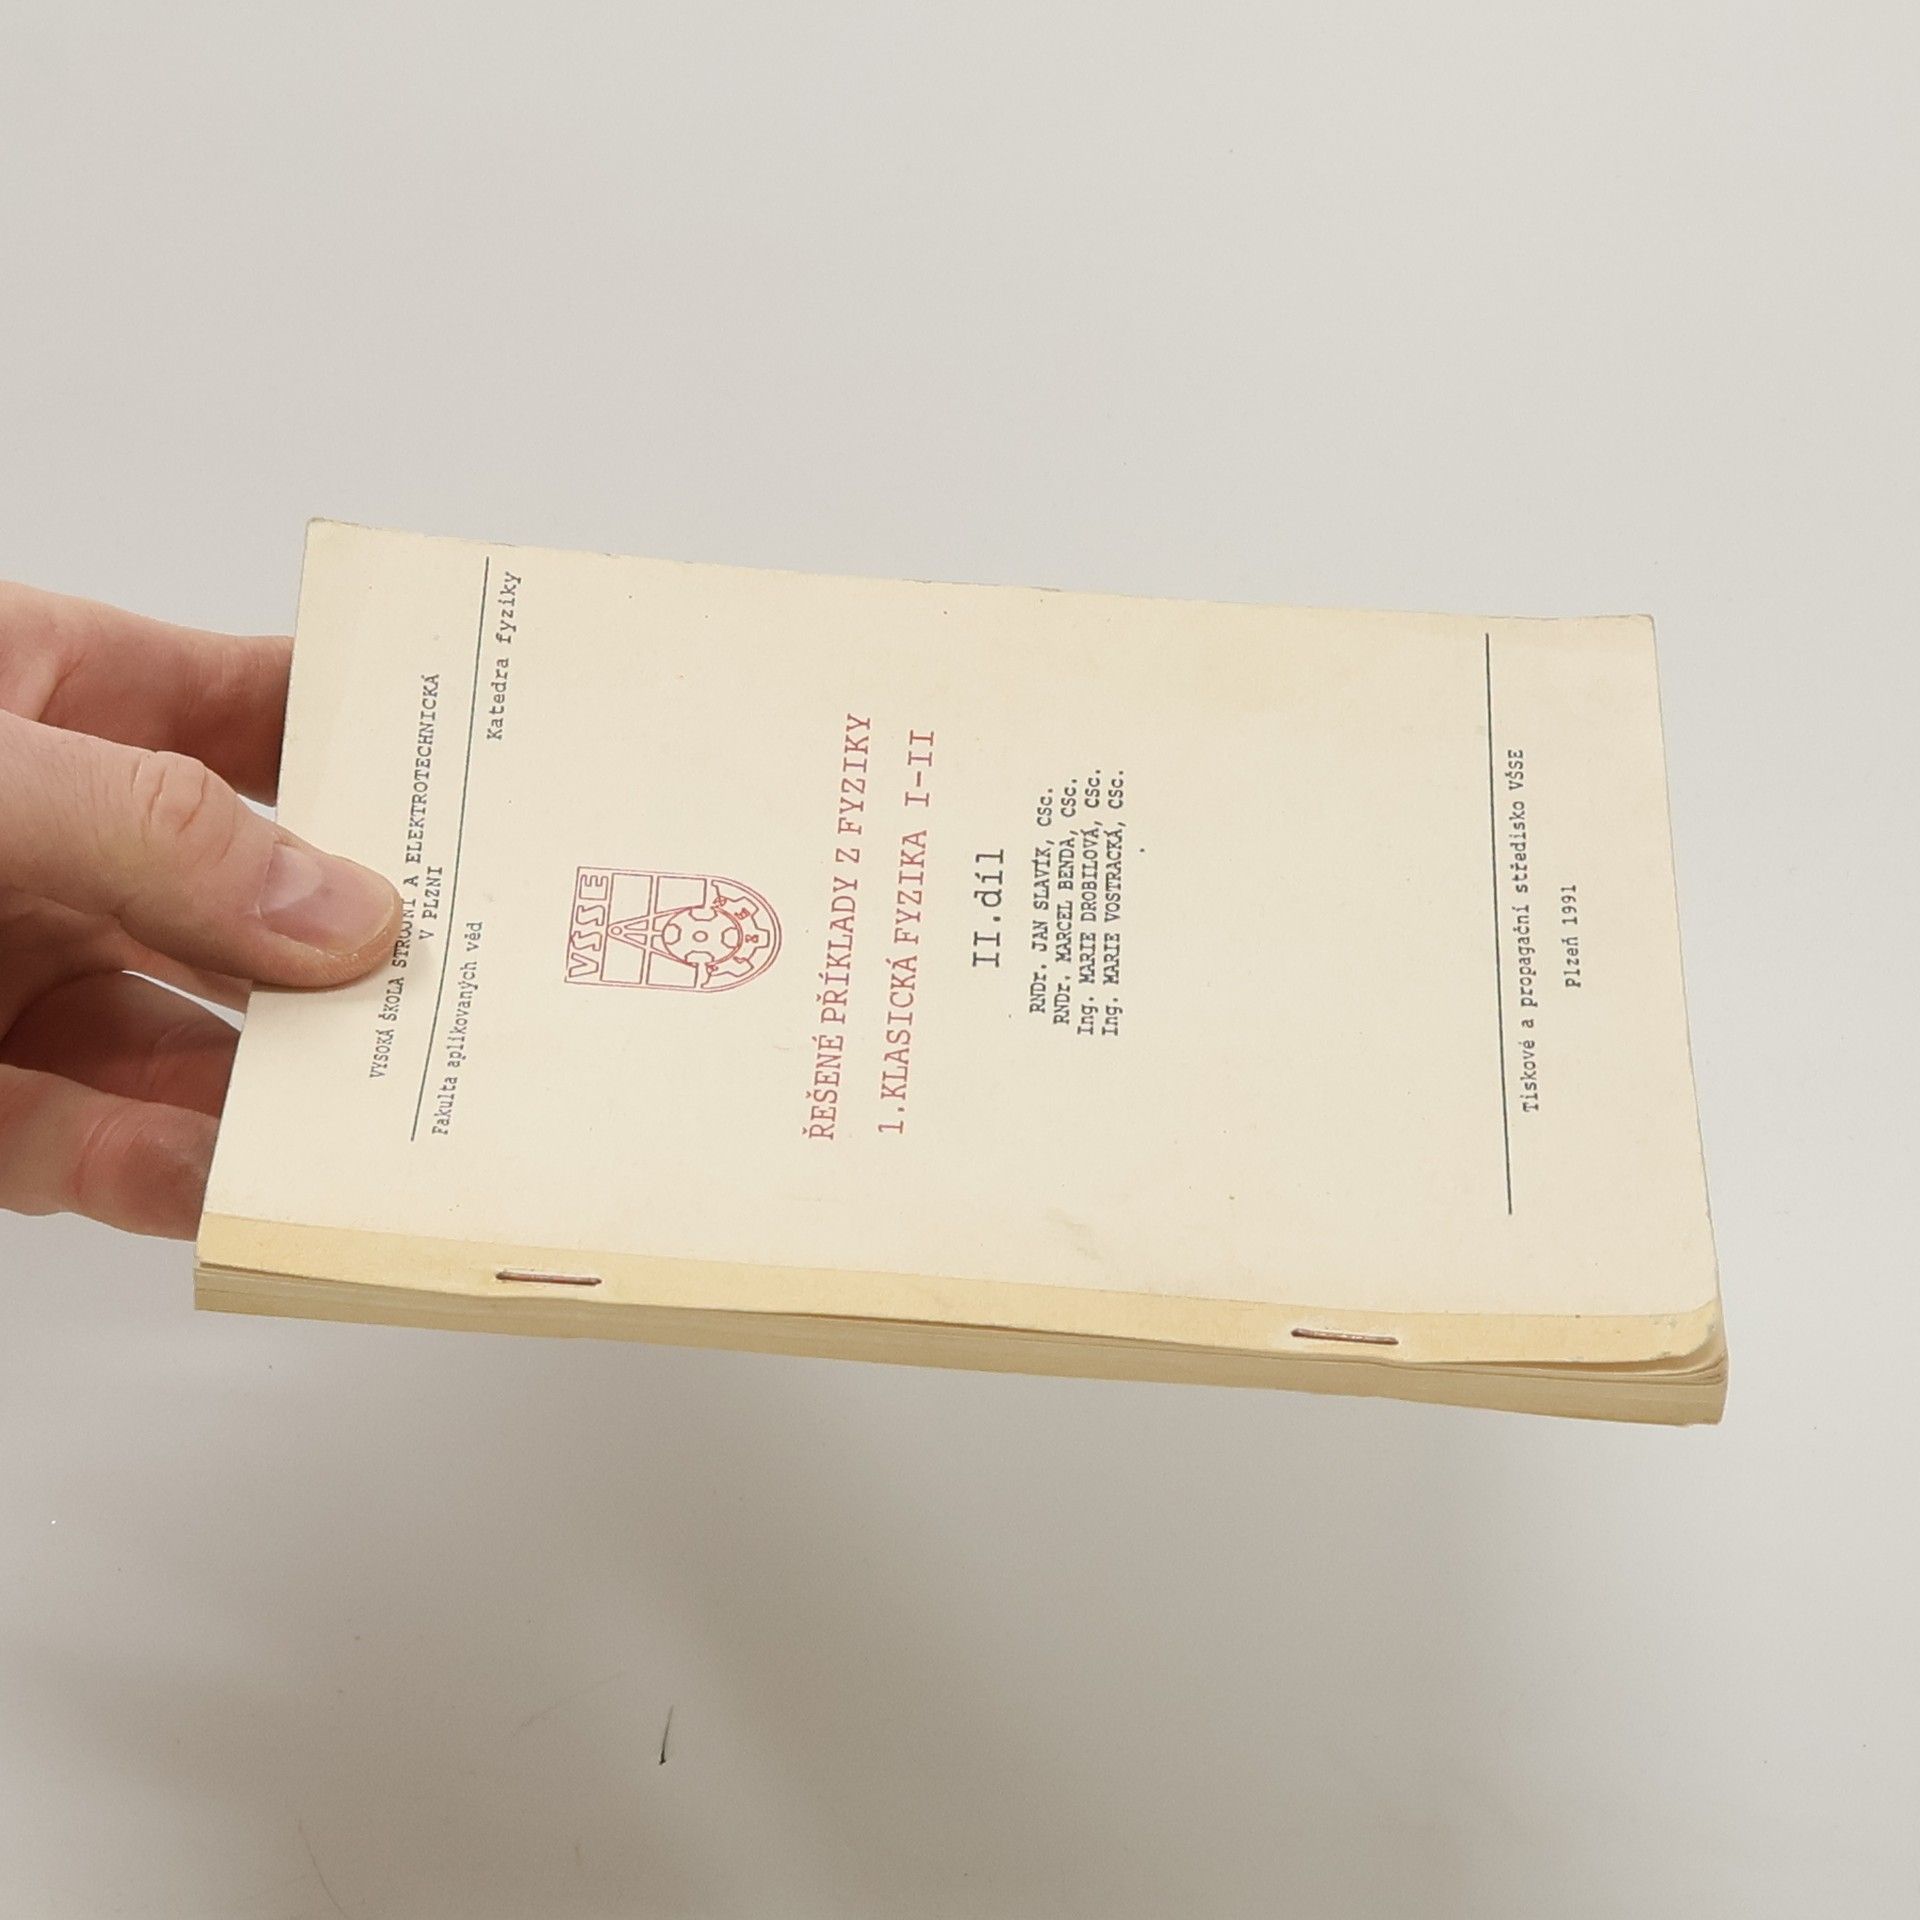 VYSOKÁ ŠKOLA STROJNÍ A ELEKTROTECHNICKÁ
V PLZNI
Fakulta aplikovaných věd
Katedra fyziky
VŠSE
ŘEŠENÉ PŘÍKLADY Z FYZIKY
1.KLASICKÁ FYZIKA I-II
II.díl
RNDr. JAN SLAVÍK, CSc.
RNDr. MARCEL BENDA, CSc.
Ing. MARIE DROBILOVÁ, CSc.
Ing. MARIE VOSTRACKÁ, CSc.
Tiskové a propagační středisko VŠSE
Plzeň 1991